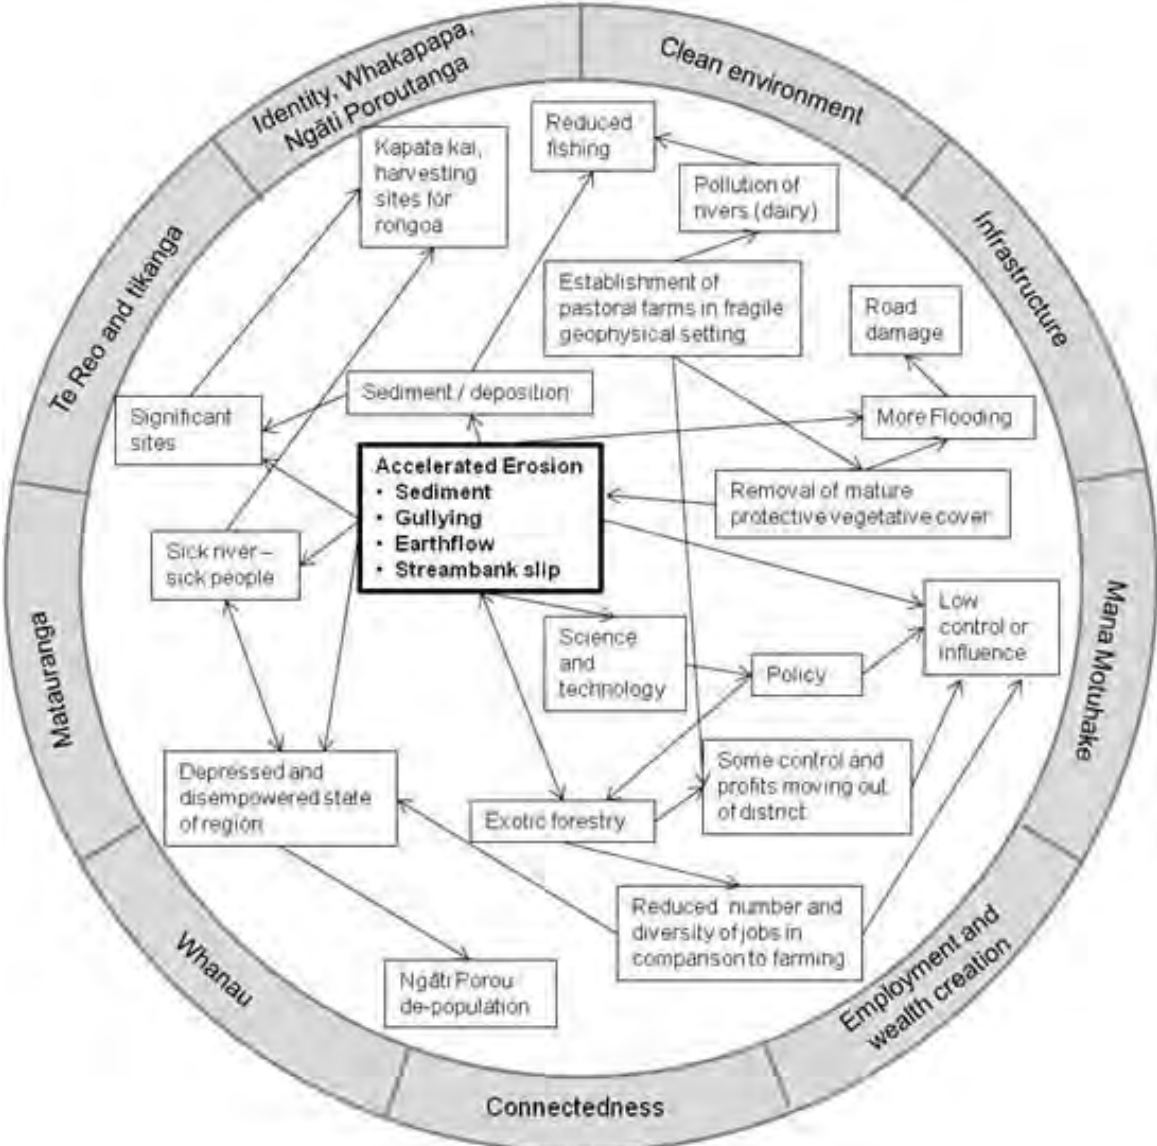 Identity, Whakapapa,
Ngāti Poroutanga
Clean environment
Infrastructure
Mana Motuhake
Employment and
wealth creation
Connectedness
Whanau
Matauranga
Te Reo and tikanga
Kapata kai,
harvesting
sites for
rongoa
Reduced
fishing
Pollution of
rivers (dairy)
Establishment of
pastoral farms in fragile
geophysical setting
Road
damage
Sediment / deposition
Significant
sites
More Flooding
Accelerated Erosion
• Sediment
• Gullying
• Earthflow
• Streambank slip
Removal of mature
protective vegetative cover
Sick river –
sick people
Low
control or
influence
Science
and
technology
Policy
Depressed and
disempowered state
of region
Some control and
profits moving out
of district
Exotic forestry
Reduced number and
diversity of jobs in
comparison to farming
Ngāti Porou
de-population